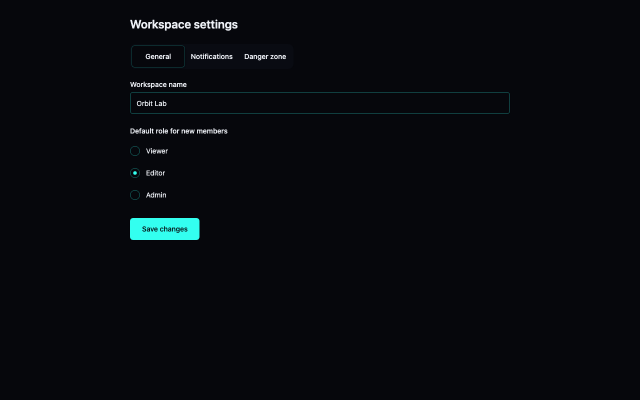 Workspace settings
General Notifications Danger zone
Workspace name
Orbit Lab
Default role for new members
Viewer
Editor
Admin
Save changes